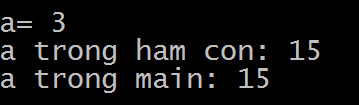 a= 3
a trong ham con: 15
a trong main: 15